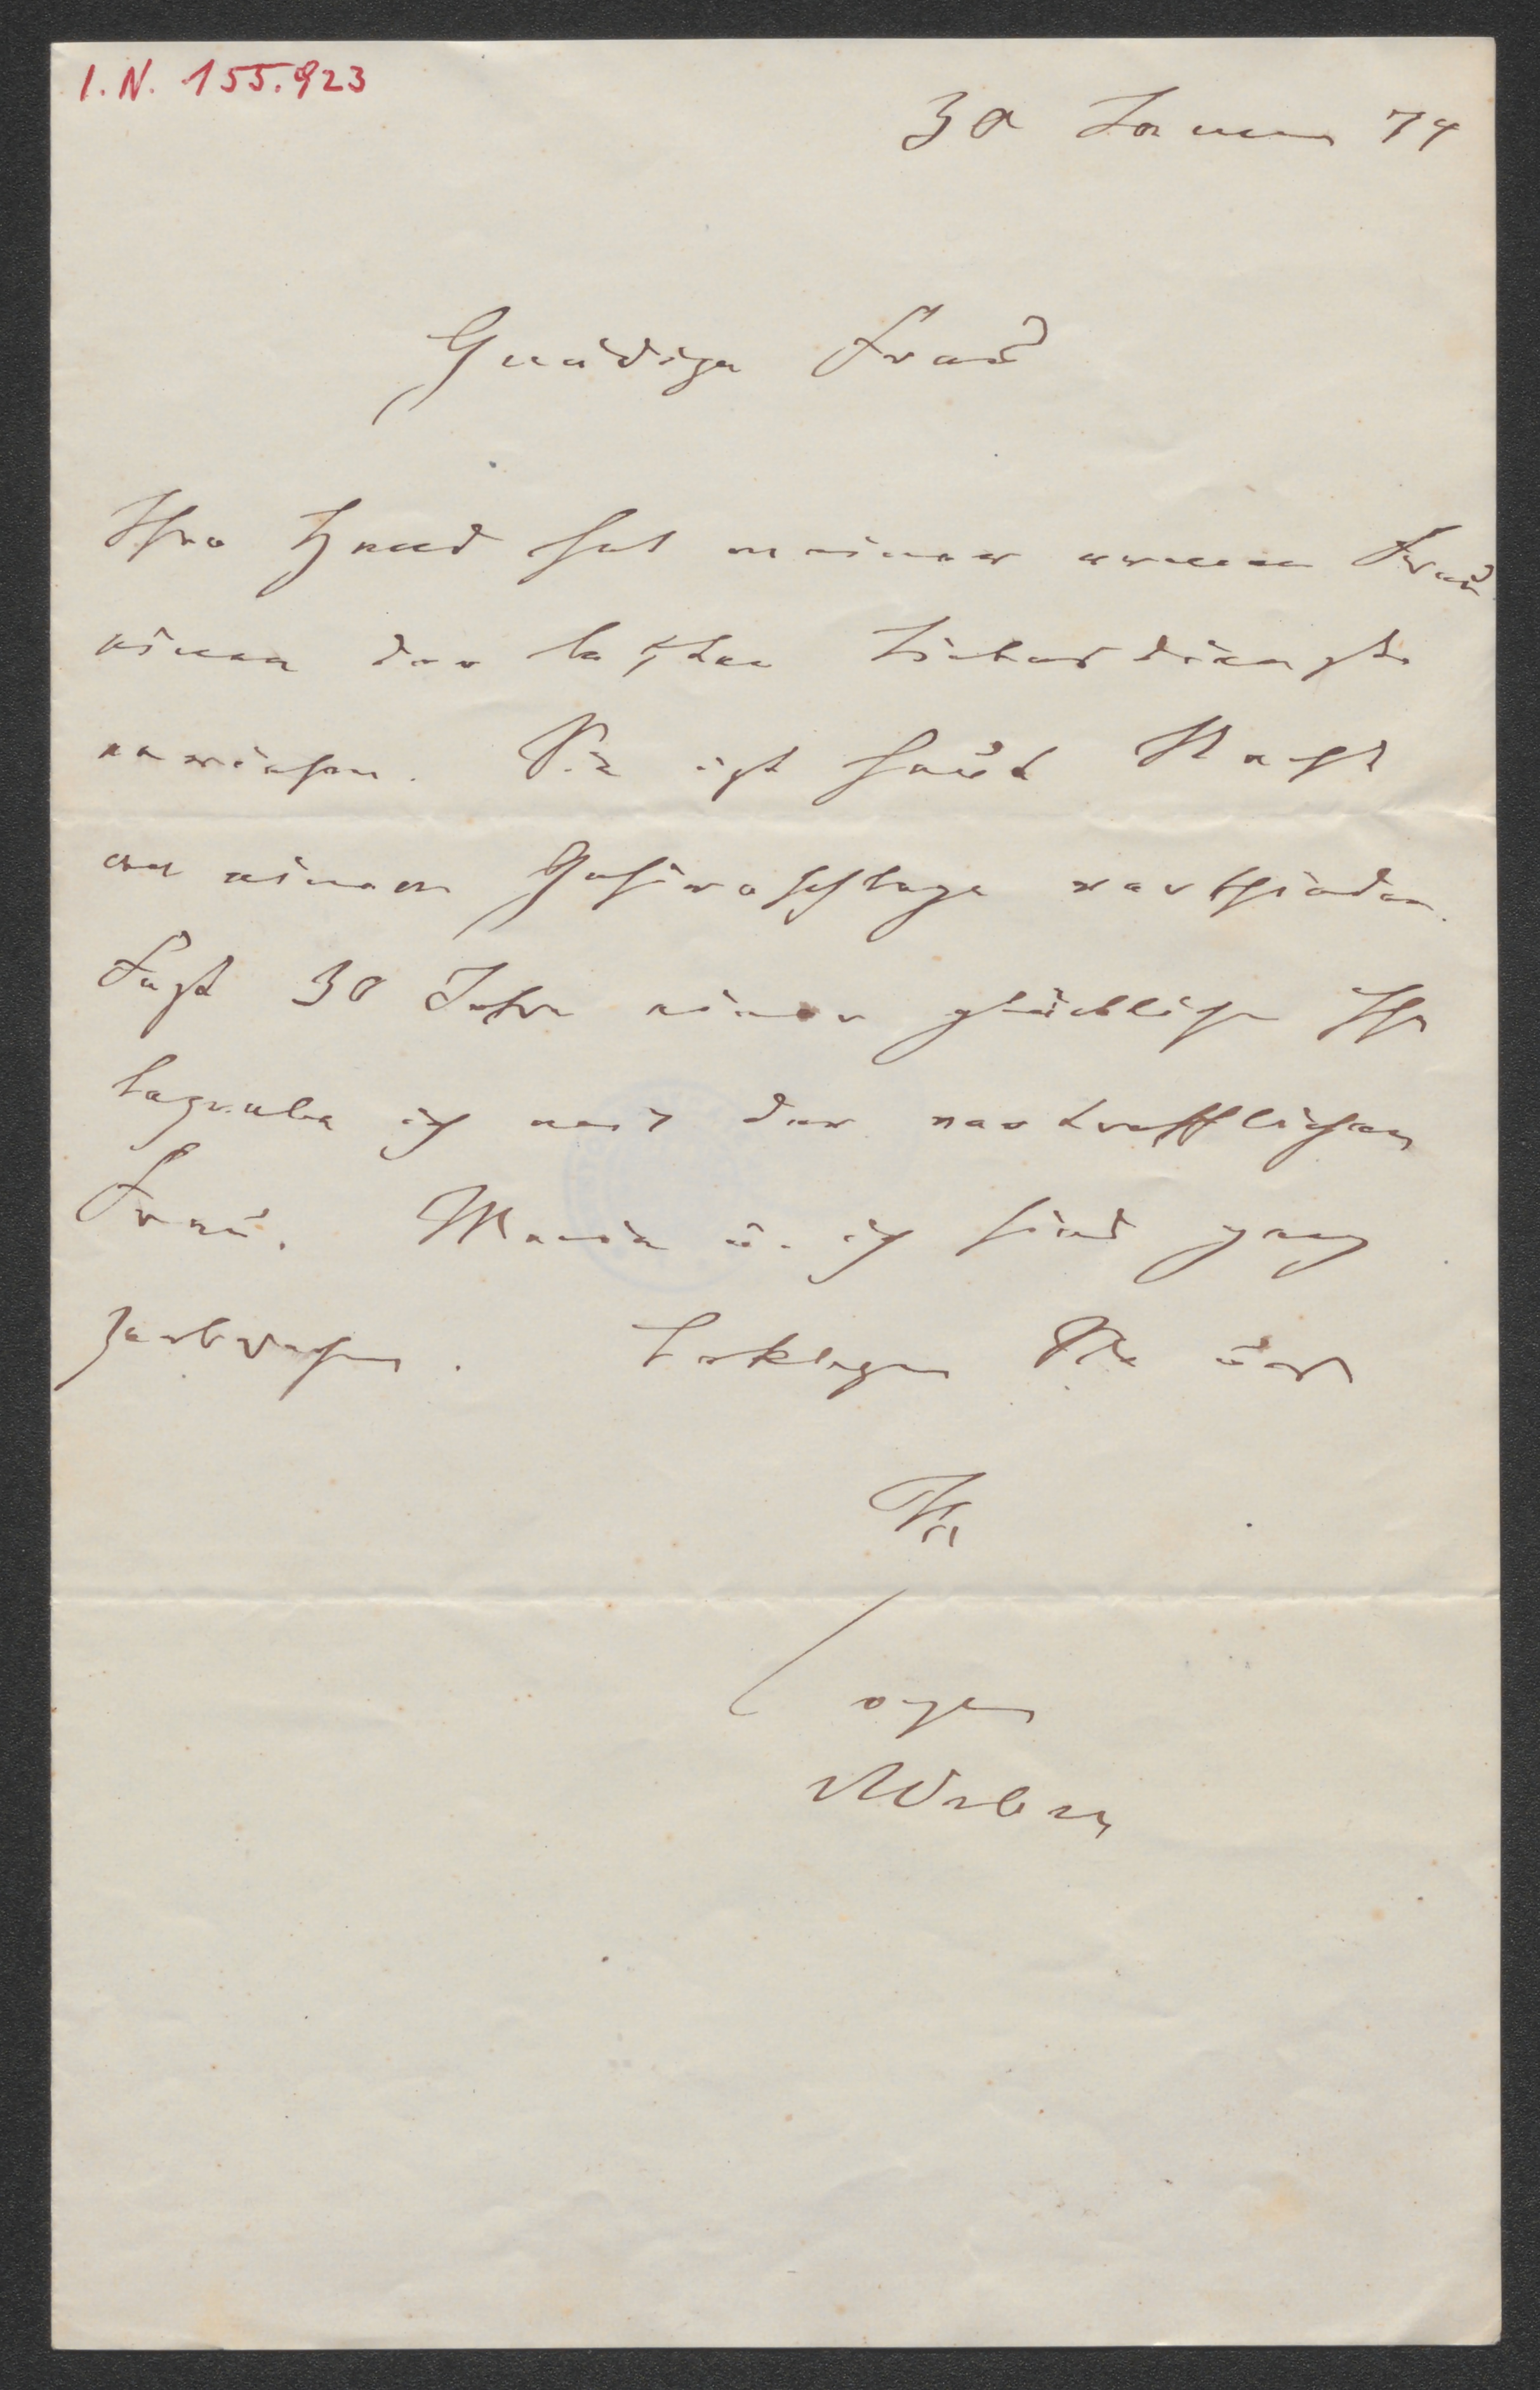 I.N. 155.923
30 Januar 74
Gnädige Frau
Ihre Hand hat meiner armen Frau
einen der letzten Liebesdienste
erwiesen. Sie ist heut Nacht
an einem Gehirnschlage verschieden.
Fast 30 Jahre einer glücklichen Ehe
begrabe ich mit der vortrefflichen
Frau. Maria u. ich sind ganz
zerbrochen. Beklagen Sie uns
Ihr
Weber